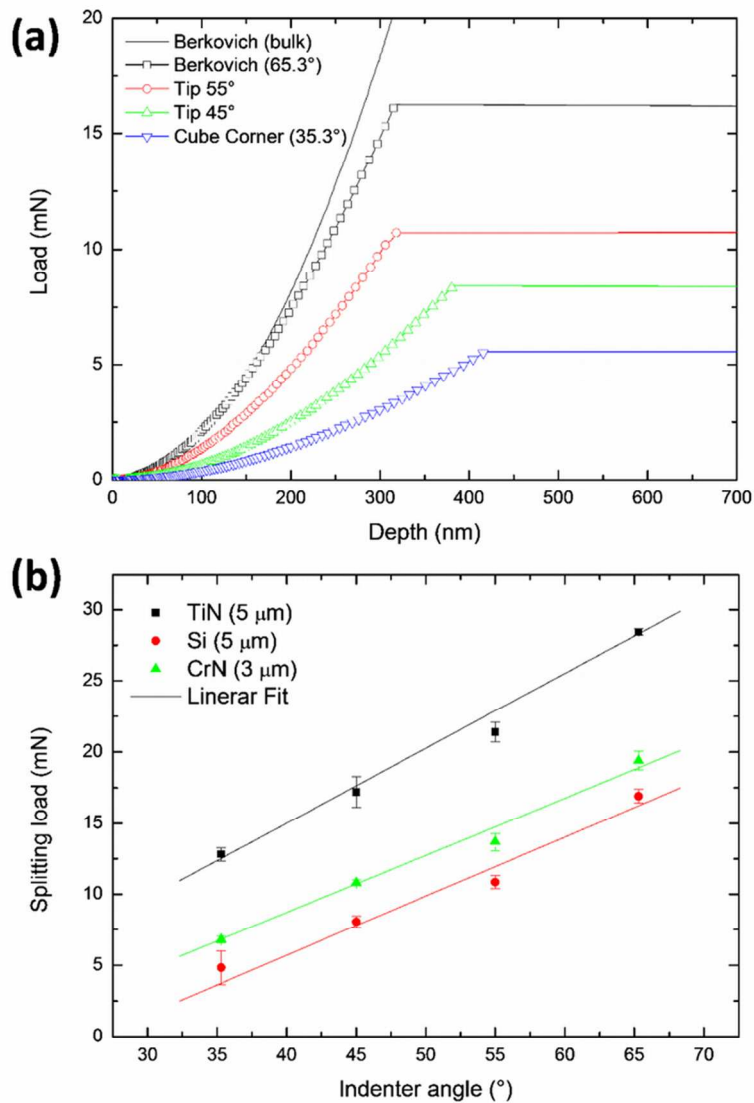 (a)
20
15
10
5
0
Load (mN)
Berkovich (bulk)
Berkovich (65.3°)
Tip 55°
Tip 45°
Cube Corner (35.3°)
0 100 200 300 400 500 600 700
Depth (nm)
(b)
30
25
20
15
10
5
0
Splitting load (mN)
TiN (5 μm)
Si (5 μm)
CrN (3 μm)
Linerar Fit
30 35 40 45 50 55 60 65 70
Indenter angle (°)